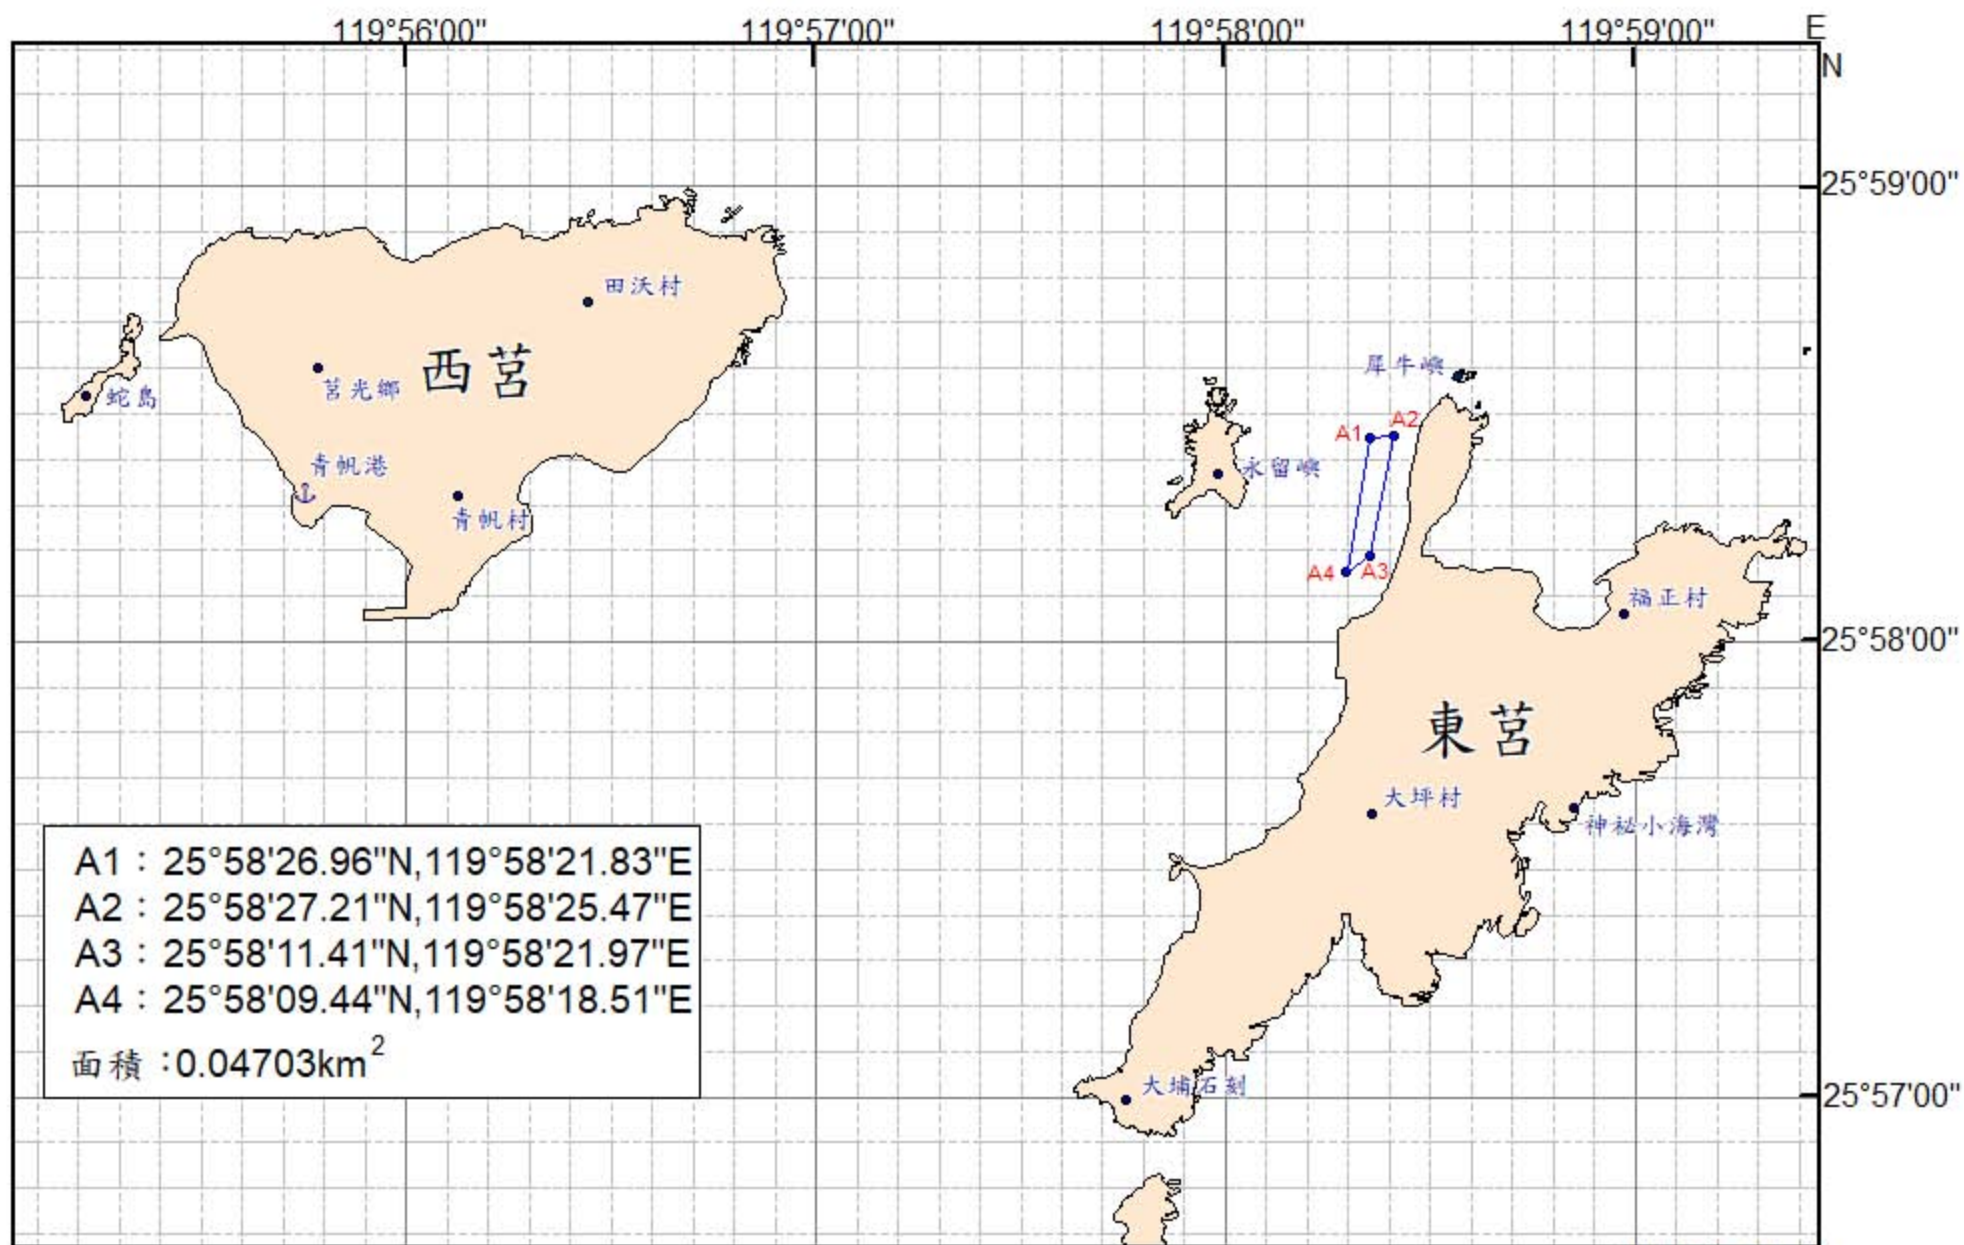 119°56'00" 119°57'00" 119°58'00" 119°59'00" E
N
25°59'00"
田沃村
西莒
莒光鄉
蛇島
犀牛嶼
A1 A2
青帆港
永留嶼
青帆村
A4 A3
福正村
25°58'00"
東莒
大坪村
神祕小海灣
A1：25°58'26.96"N,119°58'21.83"E
A2：25°58'27.21"N,119°58'25.47"E
A3：25°58'11.41"N,119°58'21.97"E
A4：25°58'09.44"N,119°58'18.51"E
面積：0.04703km²
大埔石刻
25°57'00"